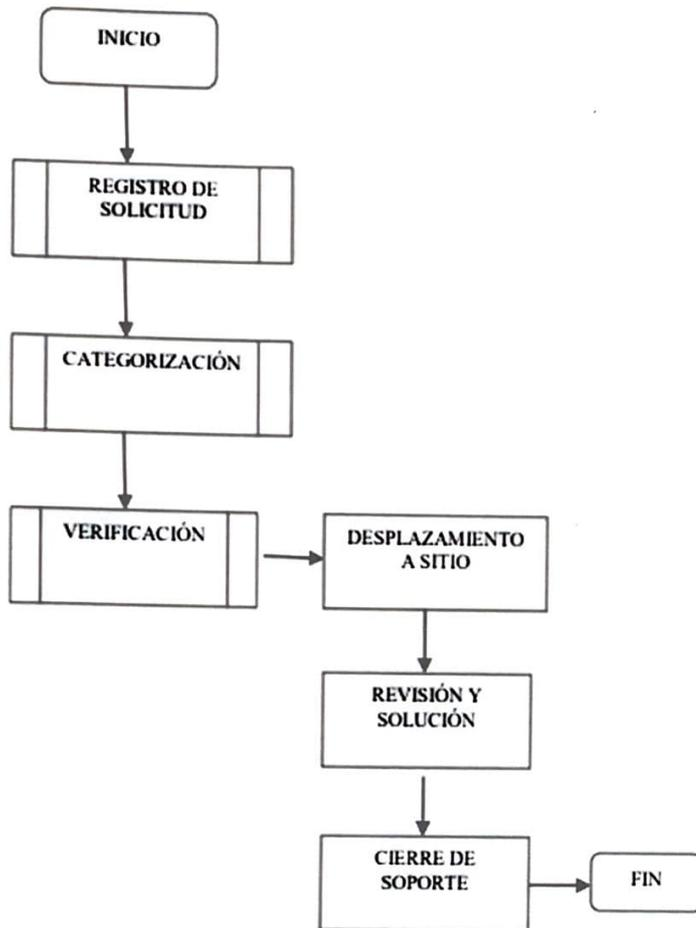 INICIO
REGISTRO DE
SOLICITUD
CATEGORIZACIÓN
VERIFICACIÓN
DESPLAZAMIENTO
A SITIO
REVISIÓN Y
SOLUCIÓN
CIERRE DE
SOPORTE
FIN